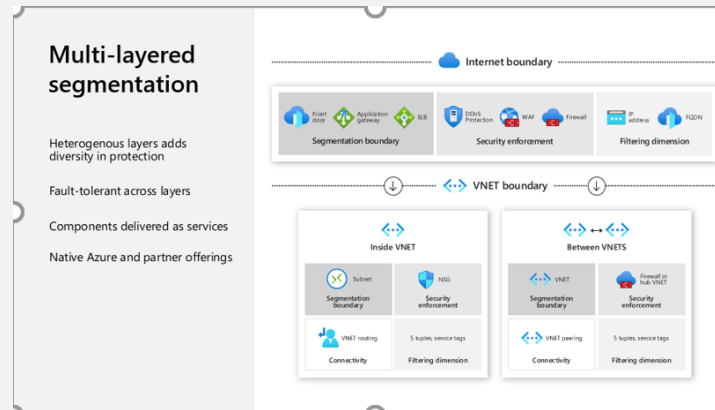 Multi-layered
segmentation
Heterogenous layers adds
diversity in protection
Fault-tolerant across layers
Components delivered as services
Native Azure and partner offerings
Internet boundary
Front
door
Application
gateway
SLB
Segmentation boundary
DDoS
Protection
WAF
Firewall
Security enforcement
IP
address
FQDN
Filtering dimension
VNET boundary
Inside VNET
Subnet
Segmentation
boundary
NSG
Security
enforcement
VNET routing
Connectivity
5 tuples, service tags
Filtering dimension
Between VNETS
VNET
Segmentation
boundary
Firewall in
hub VNET
Security
enforcement
VNET peering
Connectivity
5 tuples, service tags
Filtering dimension